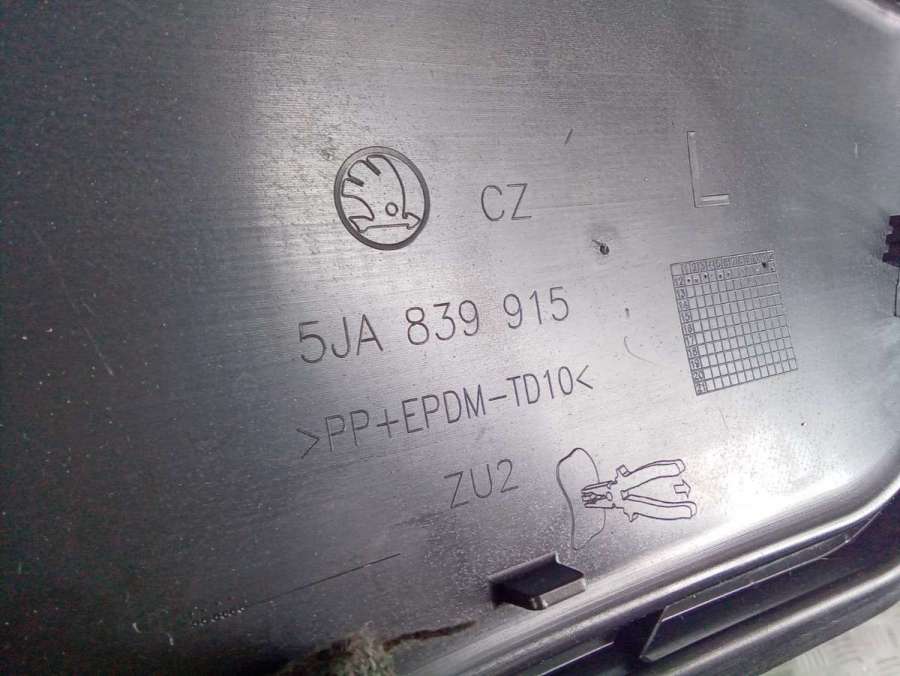 CZ
L
5JA 839 915
>PP+EPDM-TD10<
ZU2